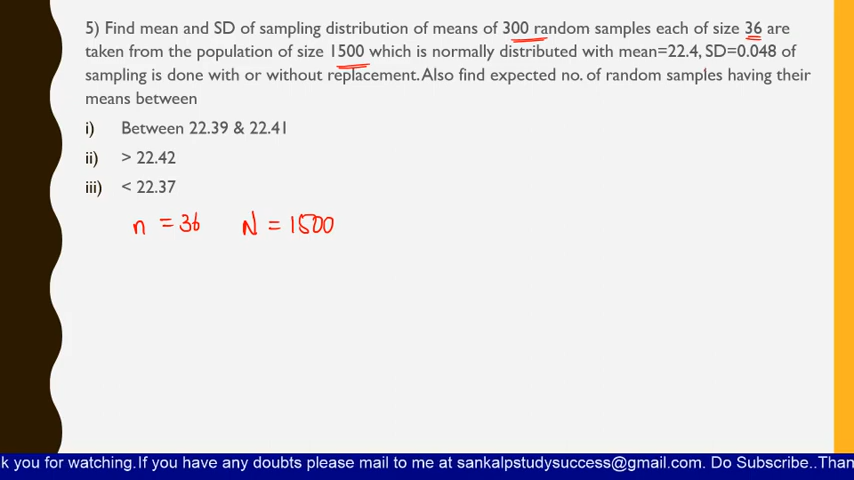 5) Find mean and SD of sampling distribution of means of 300 random samples each of size 36 are
taken from the population of size 1500 which is normally distributed with mean=22.4, SD=0.048 of
sampling is done with or without replacement. Also find expected no. of random samples having their
means between
i) Between 22.39 & 22.41
ii) > 22.42
iii) < 22.37
n = 36 N = 1500
k you for watching.If you have any doubts please mail to me at sankalpstudysuccess@gmail.com. Do Subscribe..Than